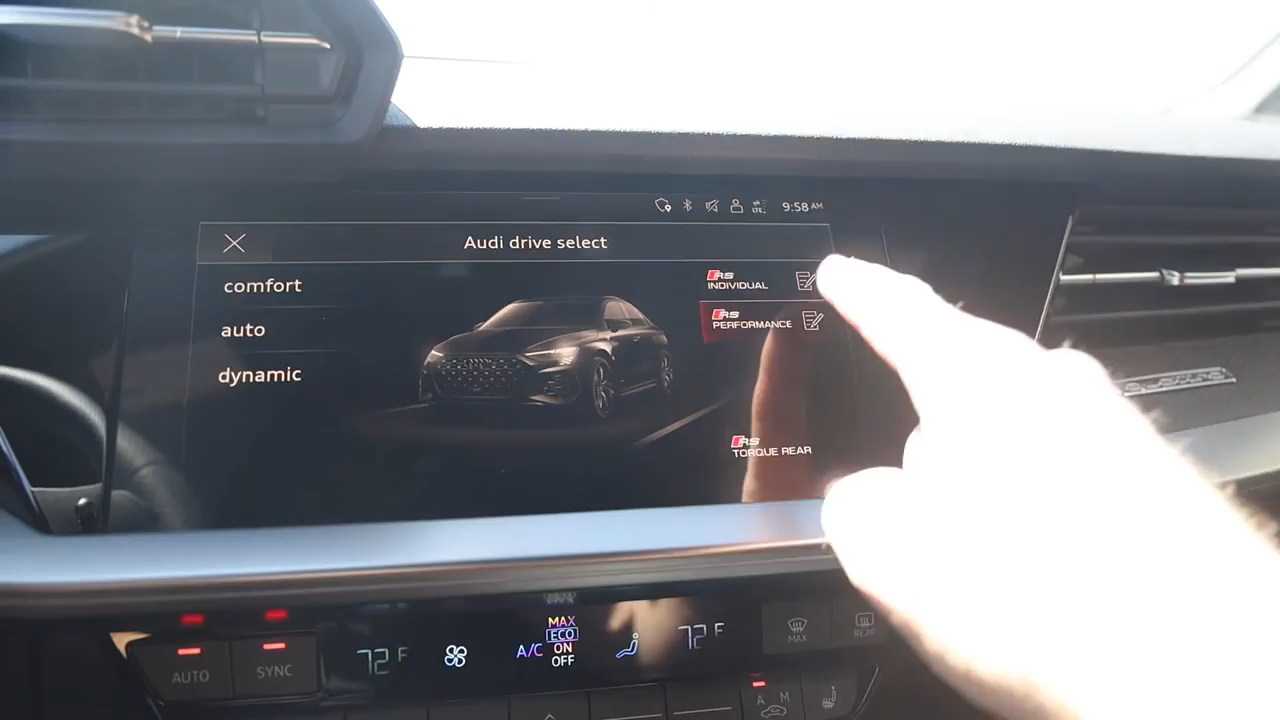 9:58 AM
Audi drive select
comfort
auto
dynamic
RS
INDIVIDUAL
RS
PERFORMANCE
RS
TORQUE REAR
AUTO
SYNC
72 F
A/C
MAX
ECO
ON
OFF
72 F
MAX
REAR
A M